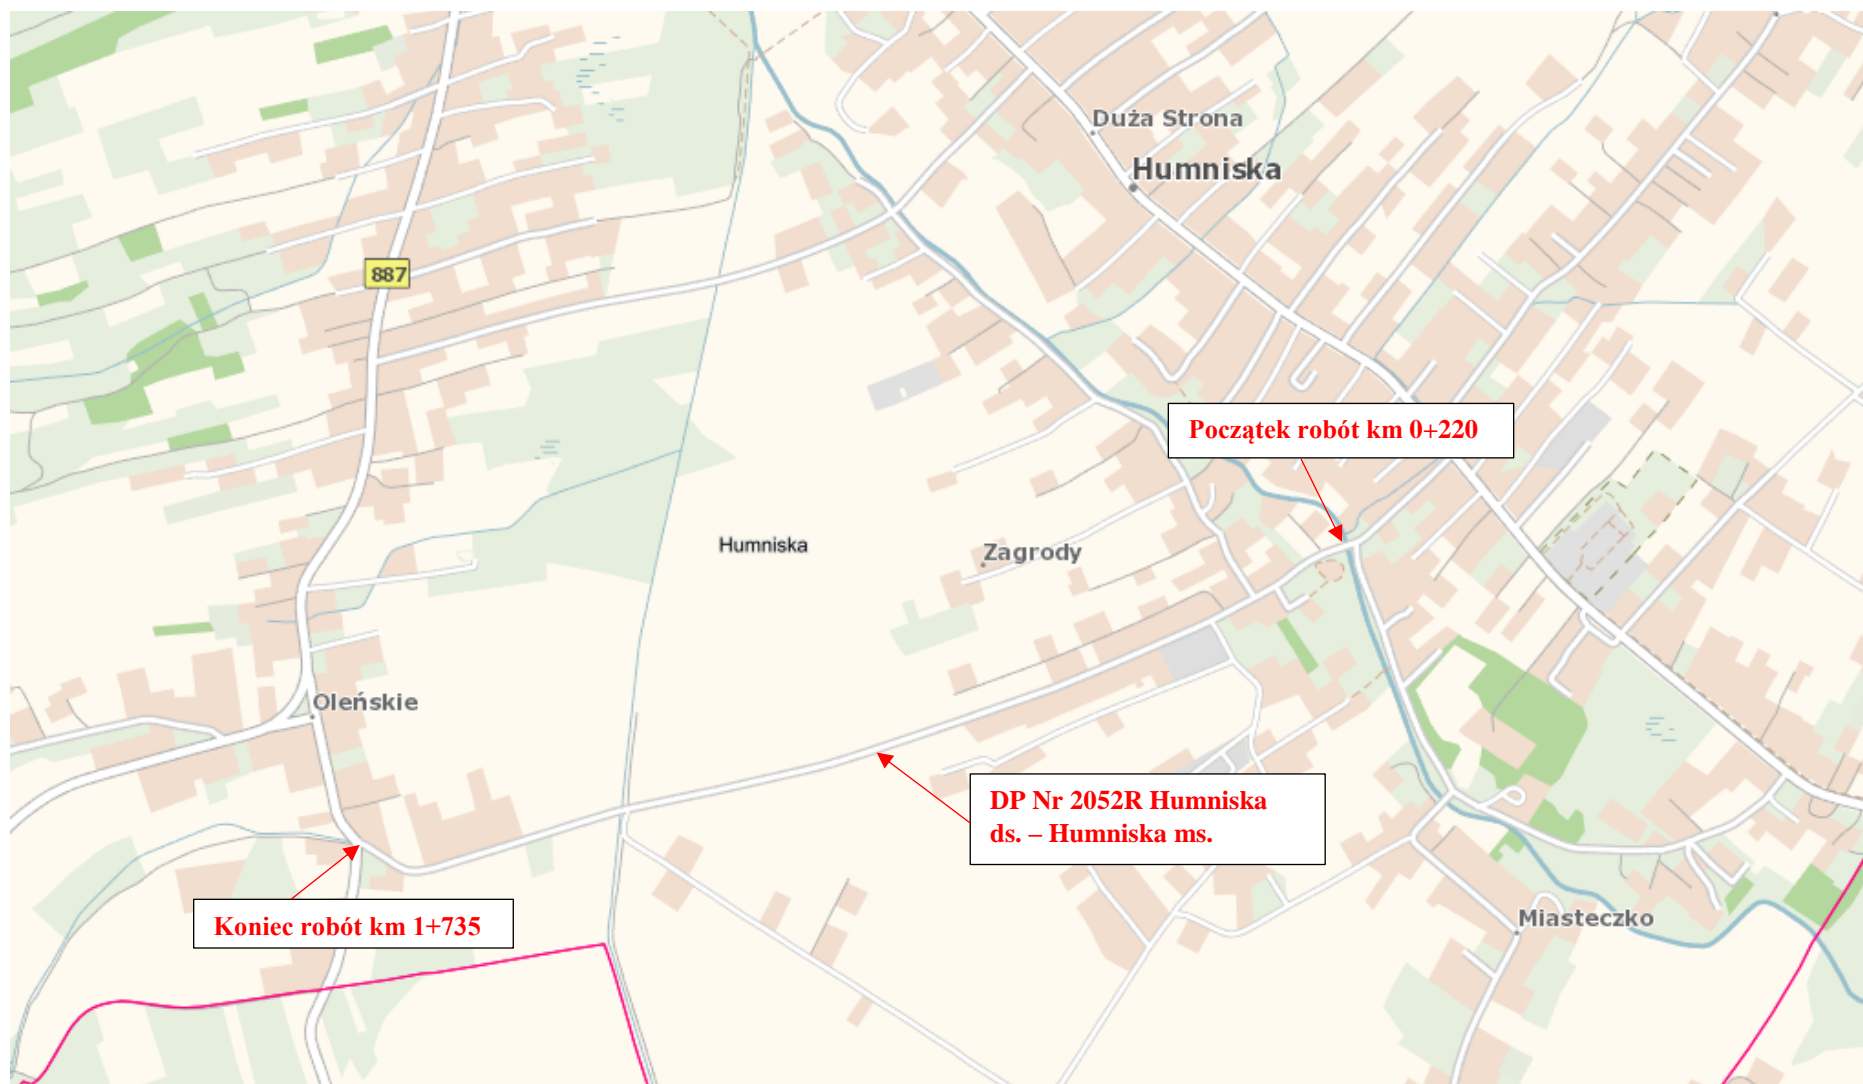 Duża Strona
Humniska
887
Początek robót km 0+220
Humniska
Zagrody
Oleńskie
DP Nr 2052R Humniska
ds. – Humniska ms.
Koniec robót km 1+735
Miasteczko